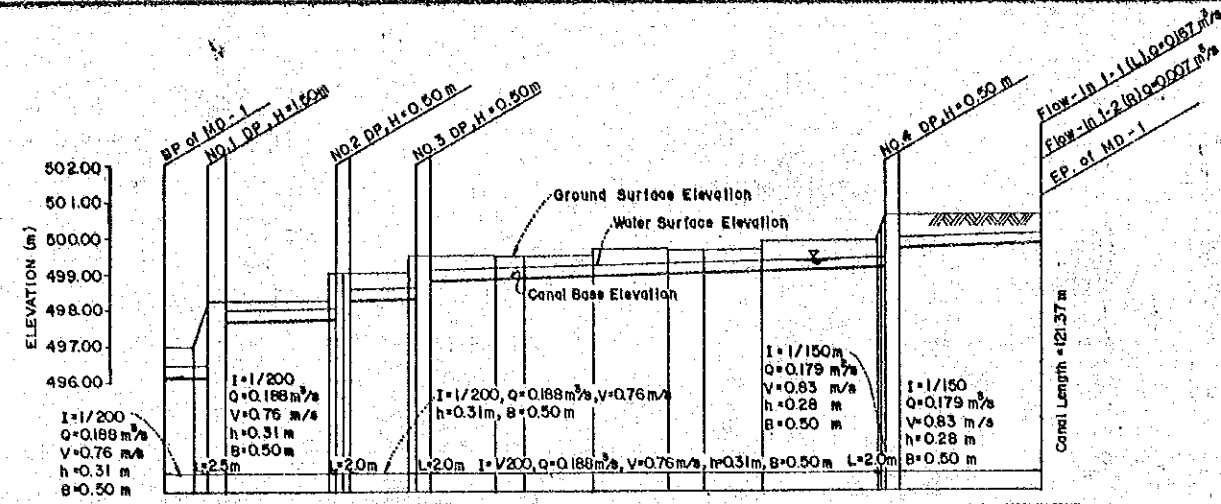 BP of MD-1
NO.1 DP, H=1.50m
NO.2 DP, H=0.50m
NO.3 DP, H=0.50m
NO.4 DP, H=0.50 m
Flow-In 1-1(L), Q=0.167 m³/s
Flow-In 1-2(R) Q=0.007 m³/s
EP. of MD-1
ELEVATION (m)
502.00
501.00
500.00
499.00
498.00
497.00
496.00
Ground Surface Elevation
Water Surface Elevation
Canal Base Elevation
I=1/200
Q=0.188 m³/s
V=0.76 m/s
h=0.31 m
B=0.50 m
L=2.5m
I=1/200
Q=0.188 m³/s
V=0.76 m/s
h=0.31 m
B=0.50m
L=2.0m
I=1/200, Q=0.188m³/s, V=0.76m/s
h=0.31m, B=0.50m
L=2.0m
I=1/200, Q=0.188m³/s, V=0.76m/s, h=0.31m, B=0.50m
I=1/150m
Q=0.179 m³/s
V=0.83 m/s
h=0.28 m
B=0.50 m
L=2.0m
I=1/150
Q=0.179 m³/s
V=0.83 m/s
h=0.28 m
B=0.50 m
Canal Length=121.37 m